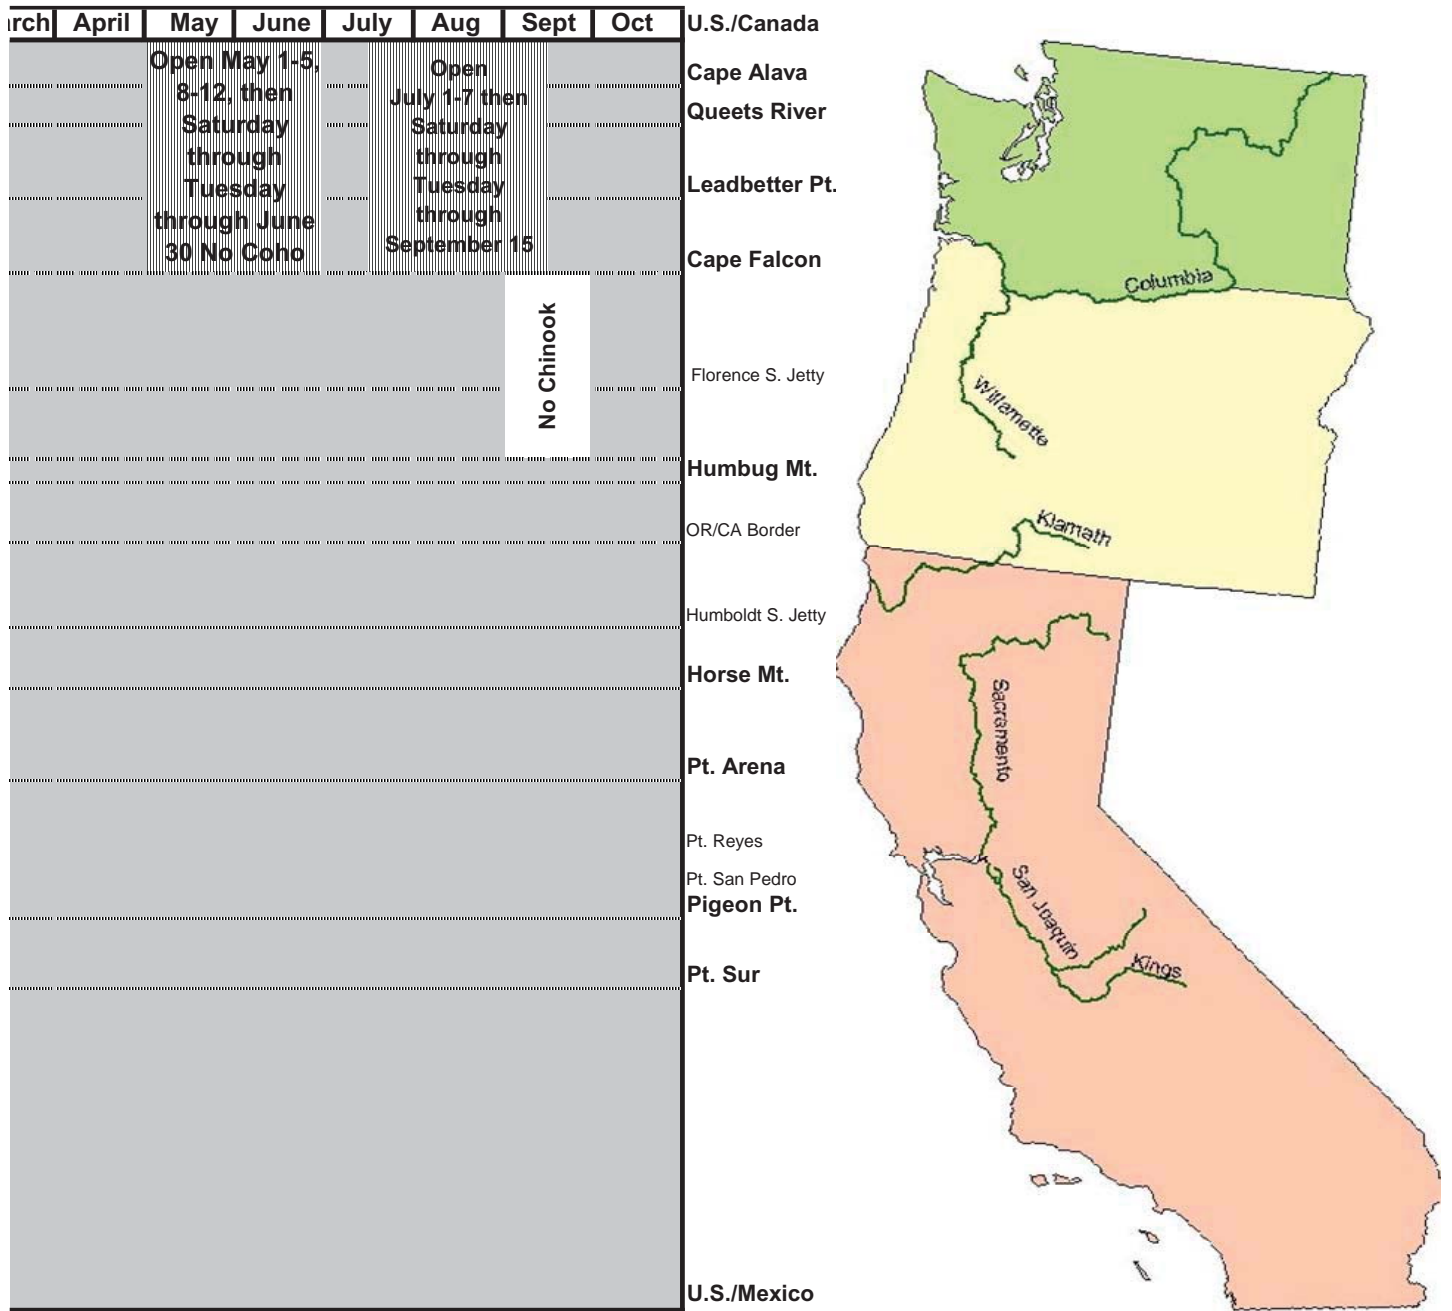 arch April May June July Aug Sept Oct
U.S./Canada
Open May 1-5,
8-12, then
Saturday
through
Tuesday
through June
30 No Coho
Open
July 1-7 then
Saturday
through
Tuesday
through
September 15
No Chinook
Cape Alava
Queets River
Leadbetter Pt.
Cape Falcon
Florence S. Jetty
Humbug Mt.
OR/CA Border
Humboldt S. Jetty
Horse Mt.
Pt. Arena
Pt. Reyes
Pt. San Pedro
Pigeon Pt.
Pt. Sur
U.S./Mexico
Columbia
Willamette
Klamath
Sacramento
San Joaquin
Kings